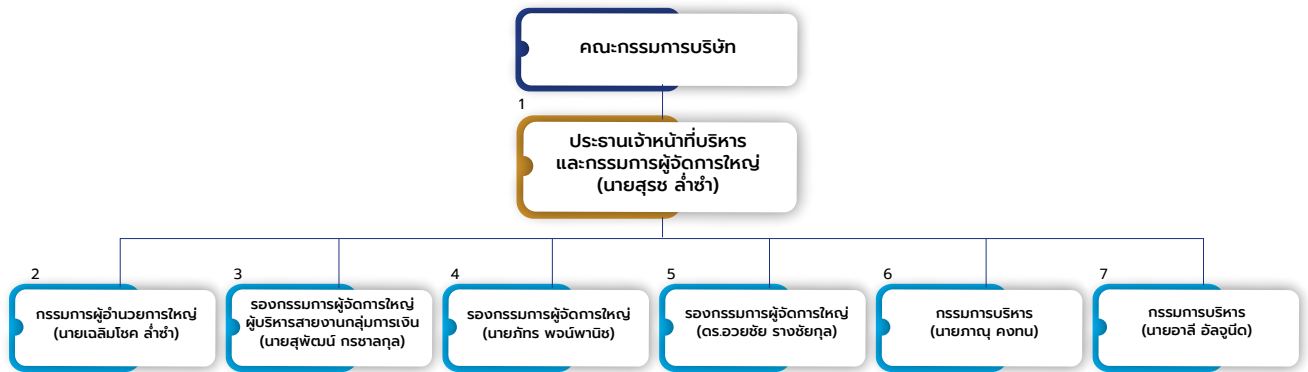 คณะกรรมการบริษัท
1
ประธานเจ้าหน้าที่บริหาร
และกรรมการผู้จัดการใหญ่
(นายสุรช ล่ำซำ)
2
กรรมการผู้อำนวยการใหญ่
(นายเฉลิมโชค ล่ำซำ)
3
รองกรรมการผู้จัดการใหญ่
ผู้บริหารสายงานกลุ่มการเงิน
(นายสุพัฒน์ กรชาลกุล)
4
รองกรรมการผู้จัดการใหญ่
(นายภัทร พจน์พานิช)
5
รองกรรมการผู้จัดการใหญ่
(ดร.อวยชัย รางชัยกุล)
6
กรรมการบริหาร
(นายภาณุ คงทน)
7
กรรมการบริหาร
(นายอาลี อัลจูนีด)